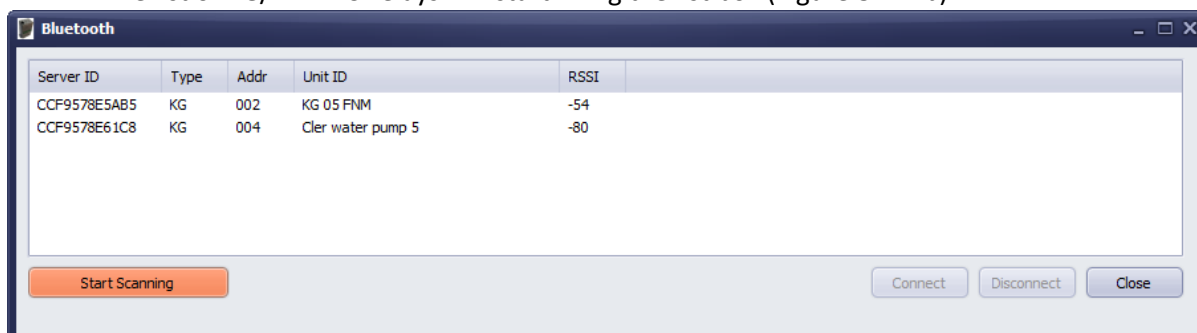 Bluetooth
Server ID Type Addr Unit ID RSSI
CCF9578E5AB5 KG 002 KG 05 FNM -54
CCF9578E61C8 KG 004 Cler water pump 5 -80
Start Scanning Connect Disconnect Close